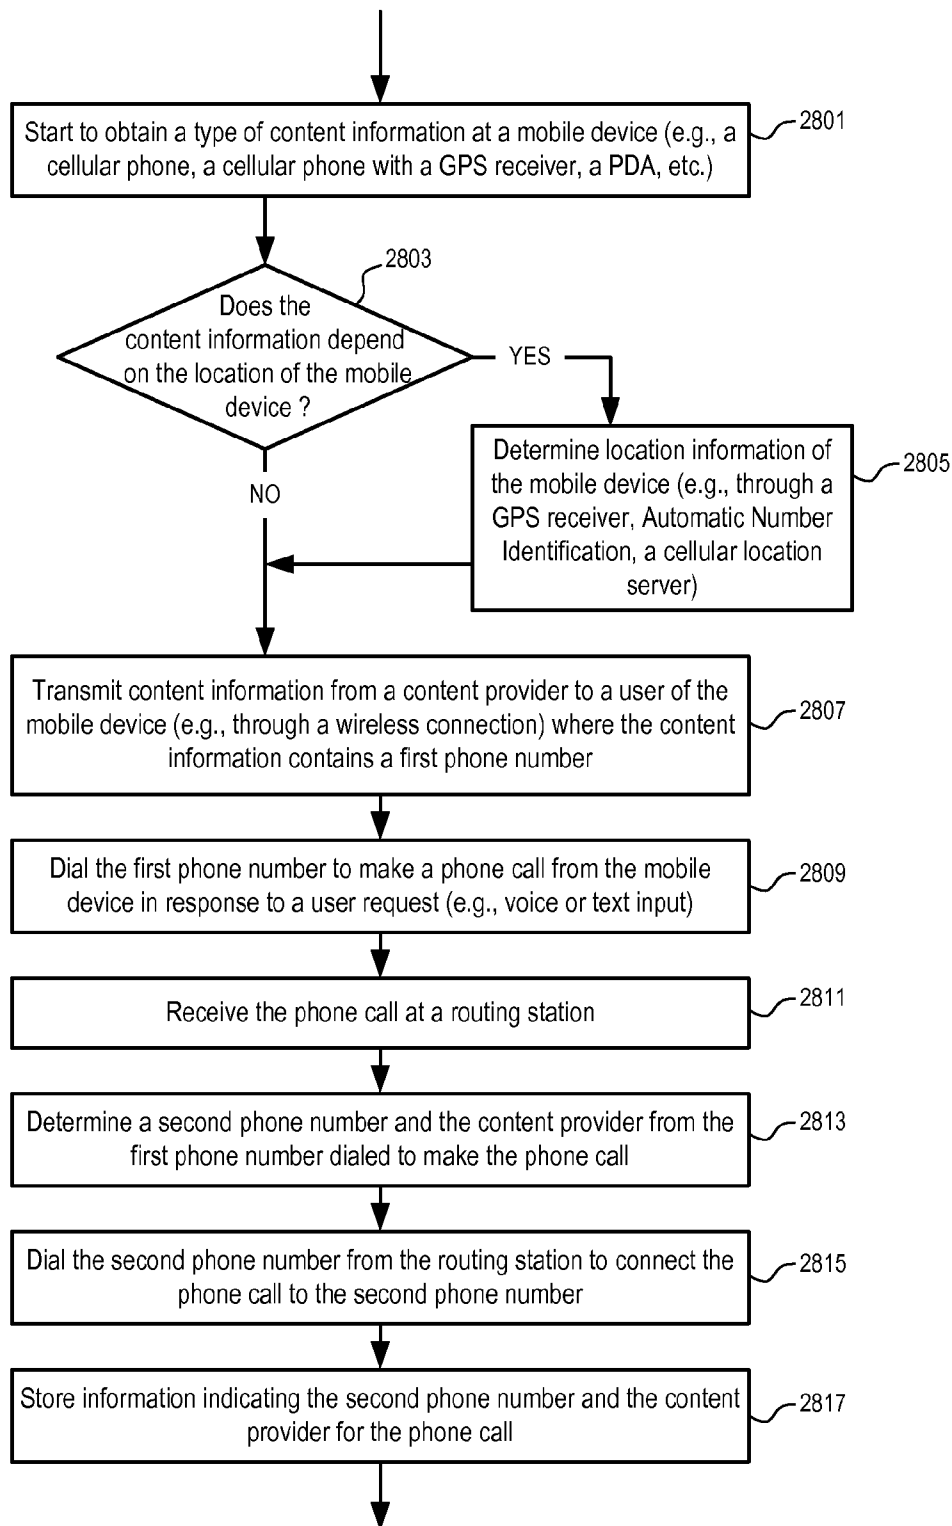 Start to obtain a type of content information at a mobile device (e.g., a
cellular phone, a cellular phone with a GPS receiver, a PDA, etc.)
2801
2803
Does the
content information depend
on the location of the mobile
device ?
YES
NO
Determine location information of
the mobile device (e.g., through a
GPS receiver, Automatic Number
Identification, a cellular location
server)
2805
Transmit content information from a content provider to a user of the
mobile device (e.g., through a wireless connection) where the content
information contains a first phone number
2807
Dial the first phone number to make a phone call from the mobile
device in response to a user request (e.g., voice or text input)
2809
Receive the phone call at a routing station
2811
Determine a second phone number and the content provider from the
first phone number dialed to make the phone call
2813
Dial the second phone number from the routing station to connect the
phone call to the second phone number
2815
Store information indicating the second phone number and the content
provider for the phone call
2817